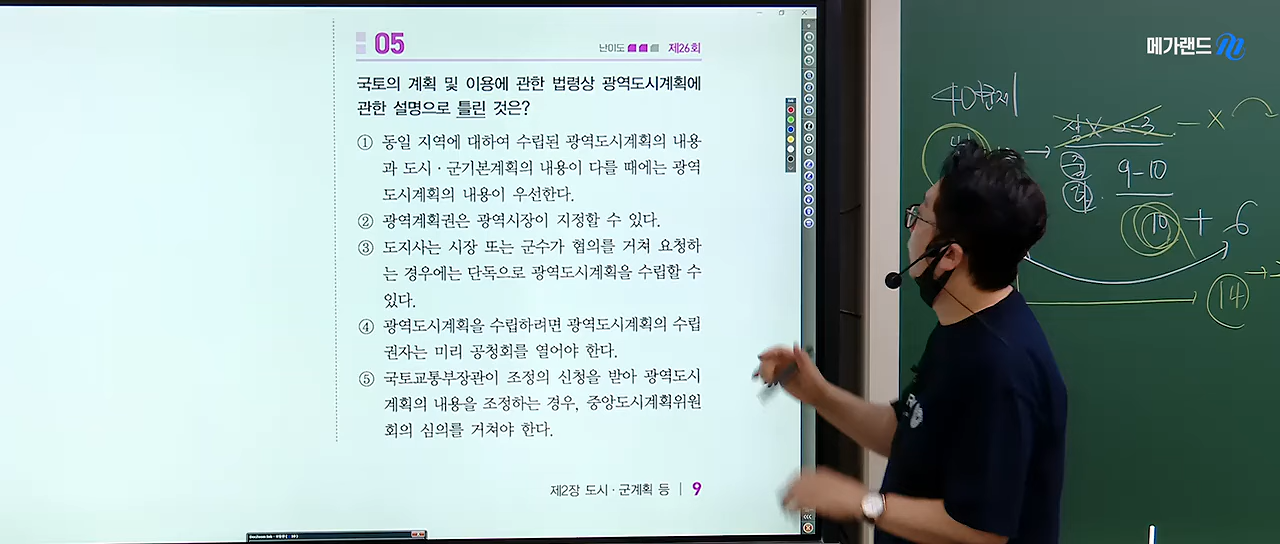 메가랜드
05
난이도 제26회
국토의 계획 및 이용에 관한 법령상 광역도시계획에
관한 설명으로 틀린 것은?
① 동일 지역에 대하여 수립된 광역도시계획의 내용
과 도시·군기본계획의 내용이 다를 때에는 광역
도시계획의 내용이 우선한다.
② 광역계획권은 광역시장이 지정할 수 있다.
③ 도지사는 시장 또는 군수가 협의를 거쳐 요청하
는 경우에는 단독으로 광역도시계획을 수립할 수
있다.
④ 광역도시계획을 수립하려면 광역도시계획의 수립
권자는 미리 공청회를 열어야 한다.
⑤ 국토교통부장관이 조정의 신청을 받아 광역도시
계획의 내용을 조정하는 경우, 중앙도시계획위원
회의 심의를 거쳐야 한다.
제2장 도시·군계획 등 | 9
40문제
9-10
10 + 6
14